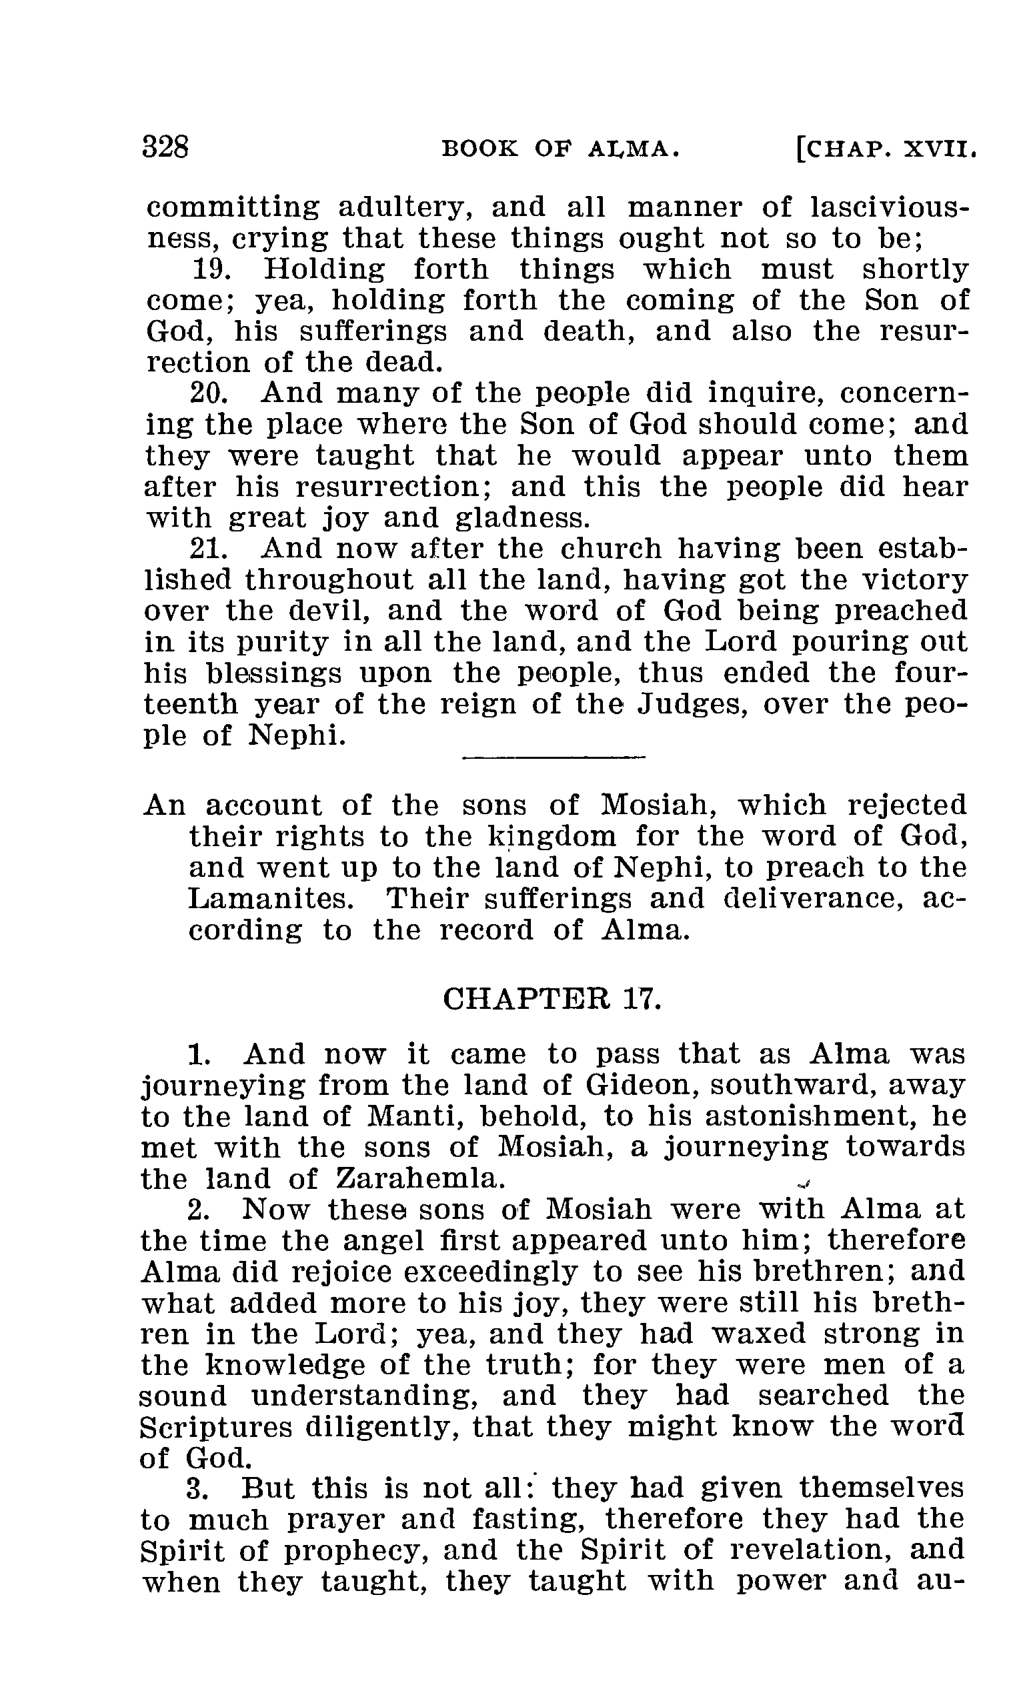 328 BOOK OF ALMA. [CHAP. XVII.
committing adultery, and all manner of lascivious-
ness, crying that these things ought not so to be;
19. Holding forth things which must shortly
come; yea, holding forth the coming of the Son of
God, his sufferings and death, and also the resur-
rection of the dead.
20. And many of the people did inquire, concern-
ing the place where the Son of God should come; and
they were taught that he would appear unto them
after his resurrection; and this the people did hear
with great joy and gladness.
21. And now after the church having been estab-
lished throughout all the land, having got the victory
over the devil, and the word of God being preached
in its purity in all the land, and the Lord pouring out
his blessings upon the people, thus ended the four-
teenth year of the reign of the Judges, over the peo-
ple of Nephi.
An account of the sons of Mosiah, which rejected
their rights to the kingdom for the word of God,
and went up to the land of Nephi, to preach to the
Lamanites. Their sufferings and deliverance, ac-
cording to the record of Alma.
CHAPTER 17.
1. And now it came to pass that as Alma was
journeying from the land of Gideon, southward, away
to the land of Manti, behold, to his astonishment, he
met with the sons of Mosiah, a journeying towards
the land of Zarahemla.
2. Now these sons of Mosiah were with Alma at
the time the angel first appeared unto him; therefore
Alma did rejoice exceedingly to see his brethren; and
what added more to his joy, they were still his breth-
ren in the Lord; yea, and they had waxed strong in
the knowledge of the truth; for they were men of a
sound understanding, and they had searched the
Scriptures diligently, that they might know the word
of God.
3. But this is not all: they had given themselves
to much prayer and fasting, therefore they had the
Spirit of prophecy, and the Spirit of revelation, and
when they taught, they taught with power and au-